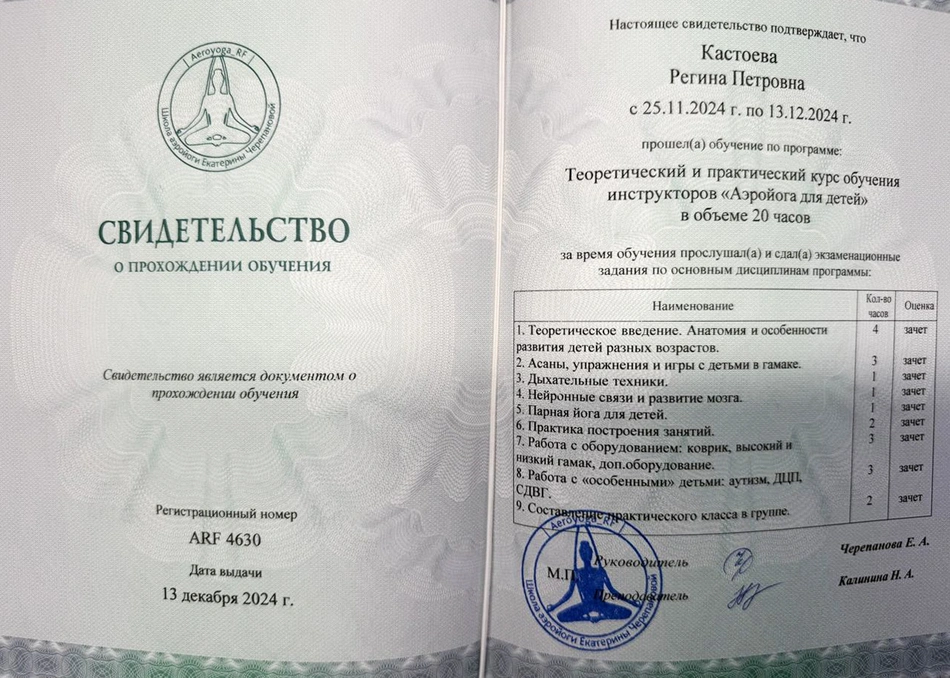 Aeroyoga_RF
Школа аэройоги Екатерины Черепановой
СВИДЕТЕЛЬСТВО
О ПРОХОЖДЕНИИ ОБУЧЕНИЯ
Свидетельство является документом о
прохождении обучения
Регистрационный номер
ARF 4630
Дата выдачи
13 декабря 2024 г.
Настоящее свидетельство подтверждает, что
Кастоева
Регина Петровна
с 25.11.2024 г. по 13.12.2024 г.
прошел(а) обучение по программе:
Теоретический и практический курс обучения
инструкторов «Аэройога для детей»
в объеме 20 часов
за время обучения прослушал(а) и сдал(а) экзаменационные
задания по основным дисциплинам программы:
Наименование Кол-во часов Оценка
1. Теоретическое введение. Анатомия и особенности 4 зачет
развития детей разных возрастов.
2. Асаны, упражнения и игры с детьми в гамаке. 3 зачет
3. Дыхательные техники. 1 зачет
4. Нейронные связи и развитие мозга. 1 зачет
5. Парная йога для детей. 1 зачет
6. Практика построения занятий. 2 зачет
7. Работа с оборудованием: коврик, высокий и 3 зачет
низкий гамак, доп.оборудование.
8. Работа с «особенными» детьми: аутизм, ДЦП, 3 зачет
СДВГ.
9. Составление практического класса в группе. 2 зачет
Aeroyoga_RF
Школа аэройоги Екатерины Черепановой
М.П.
Руководитель Черепанова Е. А.
Преподаватель Калинина Н. А.